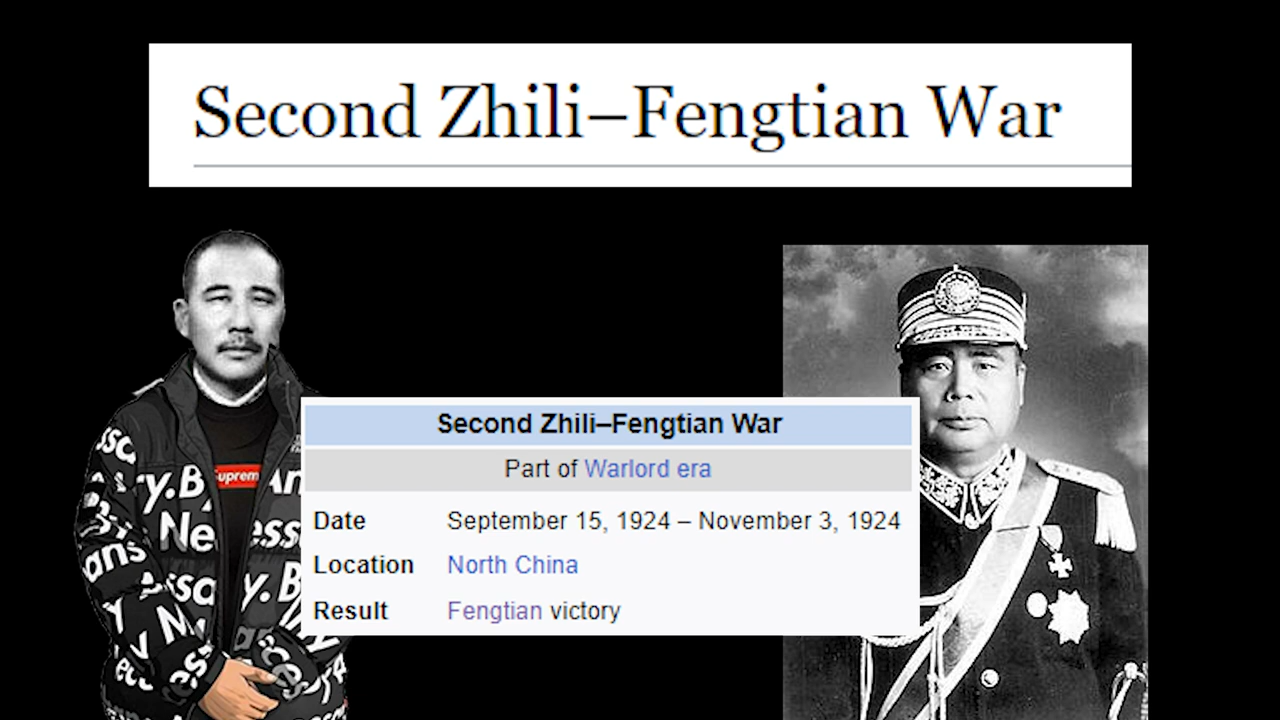 Second Zhili–Fengtian War
Second Zhili–Fengtian War
Part of Warlord era
Date September 15, 1924 – November 3, 1924
Location North China
Result Fengtian victory